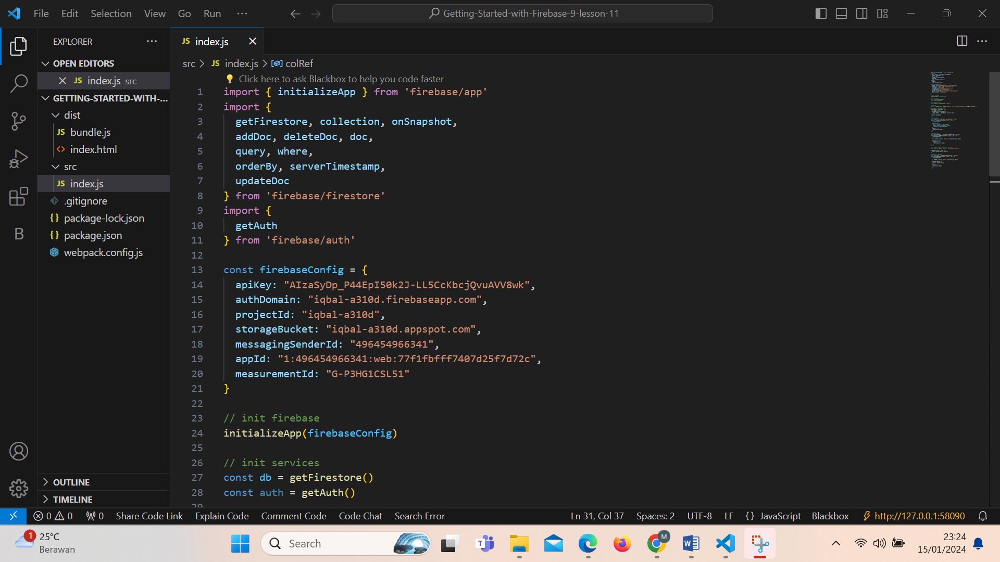 File Edit Selection View Go Run ···
Getting-Started-with-Firebase-9-lesson-11
EXPLORER
OPEN EDITORS
JS index.js src
GETTING-STARTED-WITH-...
dist
JS bundle.js
<> index.html
src
JS index.js
.gitignore
{} package-lock.json
{} package.json
webpack.config.js
OUTLINE
TIMELINE
JS index.js
src > JS index.js > colRef
Click here to ask Blackbox to help you code faster
1 import { initializeApp } from 'firebase/app'
2 import {
3 getFirestore, collection, onSnapshot,
4 addDoc, deleteDoc, doc,
5 query, where,
6 orderBy, serverTimestamp,
7 updateDoc
8 } from 'firebase/firestore'
9 import {
10 getAuth
11 } from 'firebase/auth'
12
13 const firebaseConfig = {
14 apiKey: "AIzaSyDp_P44EpI50k2J-LL5CcKbcjQvuAVV8wk",
15 authDomain: "iqbal-a310d.firebaseapp.com",
16 projectId: "iqbal-a310d",
17 storageBucket: "iqbal-a310d.appspot.com",
18 messagingSenderId: "496454966341",
19 appId: "1:496454966341:web:77f1fbfff7407d25f7d72c",
20 measurementId: "G-P3HG1CSL51"
21 }
22
23 // init firebase
24 initializeApp(firebaseConfig)
25
26 // init services
27 const db = getFirestore()
28 const auth = getAuth()
29
0 0 0 Share Code Link Explain Code Comment Code Code Chat Search Error Ln 31, Col 37 Spaces: 2 UTF-8 LF {} JavaScript Blackbox http://127.0.0.1:58090
1 25°C
Berawan
Search
23:24
15/01/2024